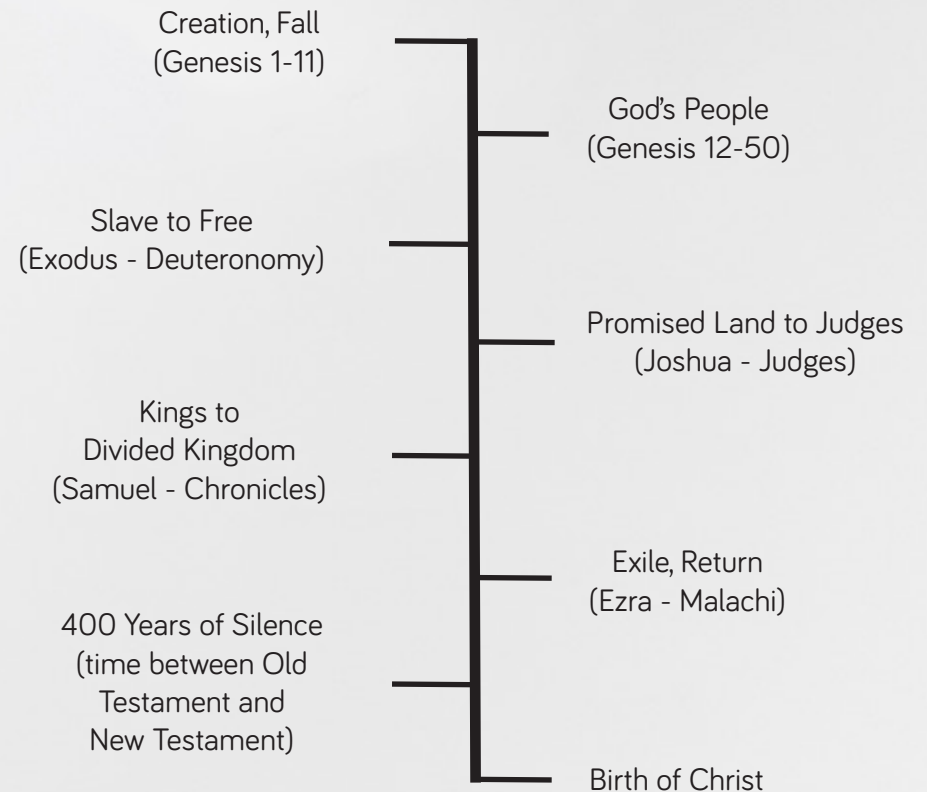 Creation, Fall
(Genesis 1-11)
God's People
(Genesis 12-50)
Slave to Free
(Exodus - Deuteronomy)
Promised Land to Judges
(Joshua - Judges)
Kings to
Divided Kingdom
(Samuel - Chronicles)
Exile, Return
(Ezra - Malachi)
400 Years of Silence
(time between Old
Testament and
New Testament)
Birth of Christ